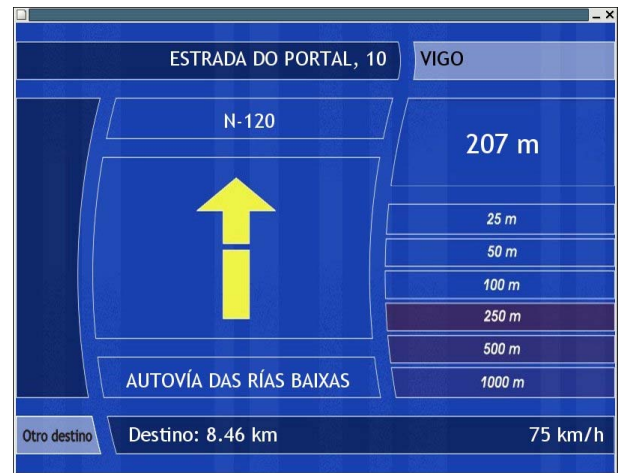 ESTRADA DO PORTAL, 10
VIGO
N-120
207 m
25 m
50 m
100 m
250 m
500 m
1000 m
AUTOVÍA DAS RÍAS BAIXAS
Otro destino
Destino: 8.46 km
75 km/h